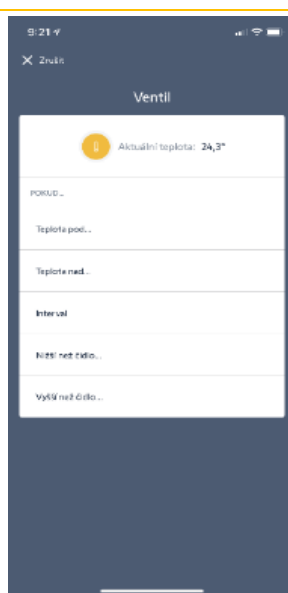 9:21
Zrušit
Ventil
Aktuální teplota: 24,3°
POKUD...
Teplota pod...
Teplota nad...
Interval
Nižší než čidlo...
Vyšší než čidlo...